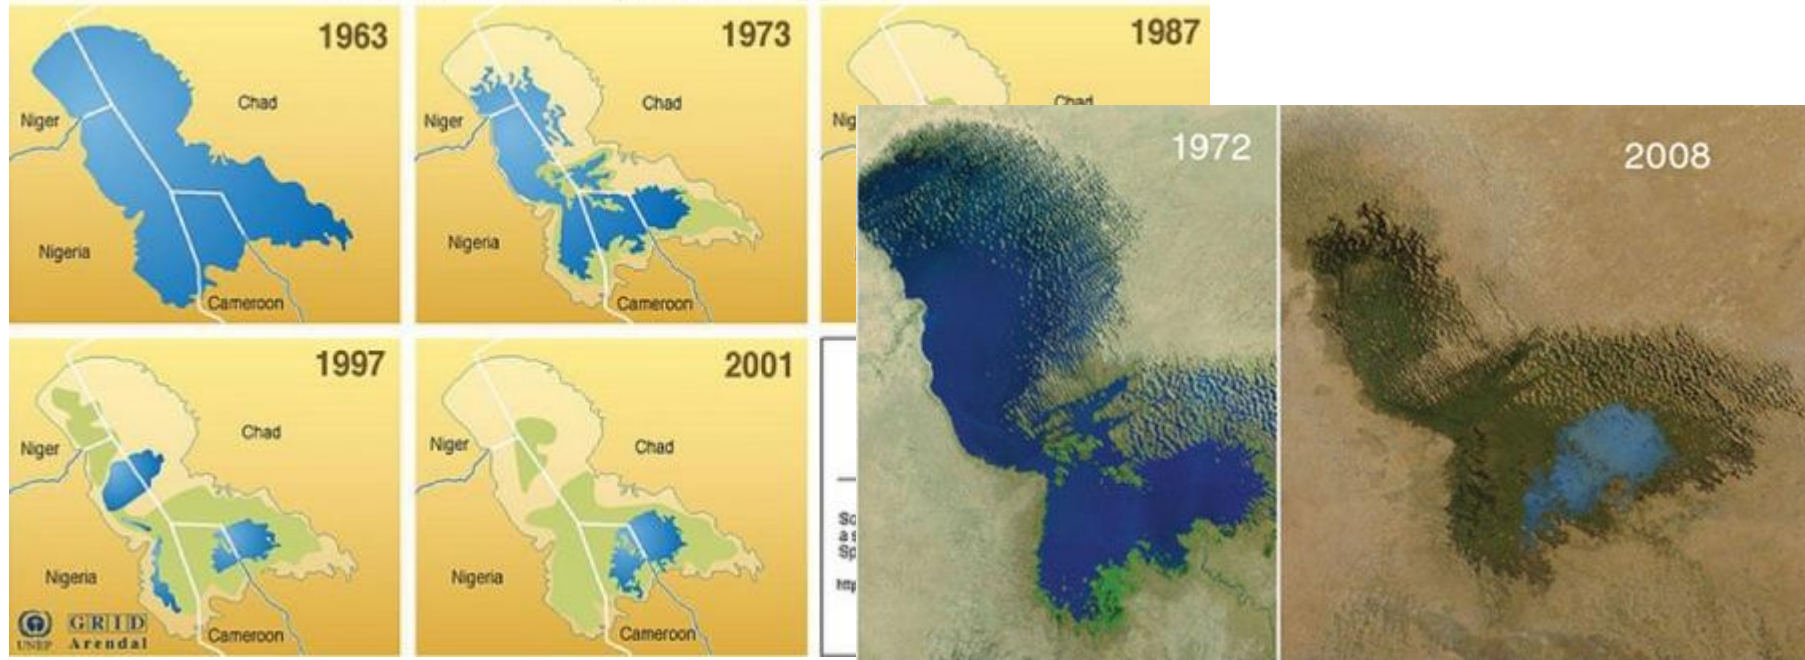 1963
Chad
Niger
Nigeria
Cameroon
1973
Chad
Niger
Nigeria
Cameroon
1987
Chad
1997
Niger
Chad
Nigeria
Cameroon
UNEP
GRID
Arendal
2001
Niger
Chad
Nigeria
Cameroon
1972
2008